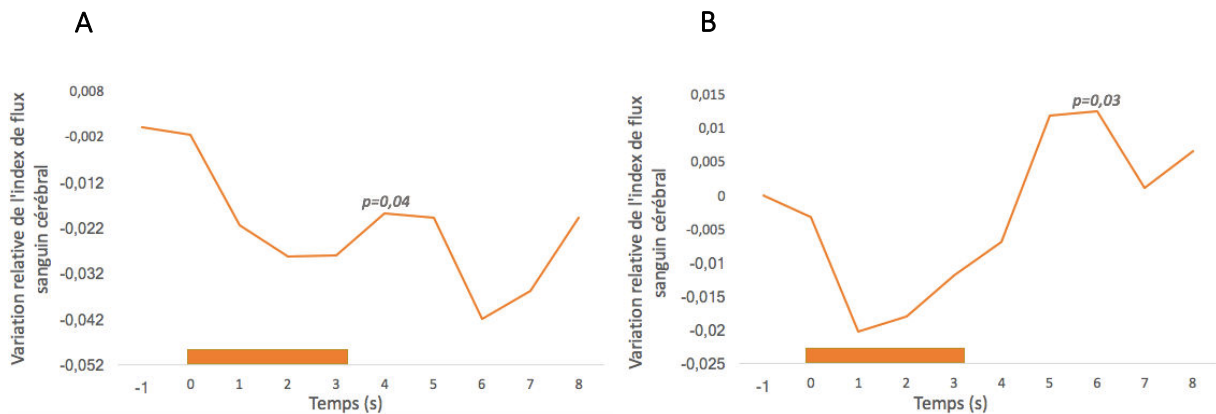 A
Variation relative de l'index de flux
sanguin cérébral
0,008
-0,002
-0,012
-0,022
-0,032
-0,042
-0,052
p=0,04
-1 0 1 2 3 4 5 6 7 8
Temps (s)
B
Variation relative de l'index de flux
sanguin cérébral
0,015
0,01
0,005
0
-0,005
-0,01
-0,015
-0,02
-0,025
p=0,03
-1 0 1 2 3 4 5 6 7 8
Temps (s)